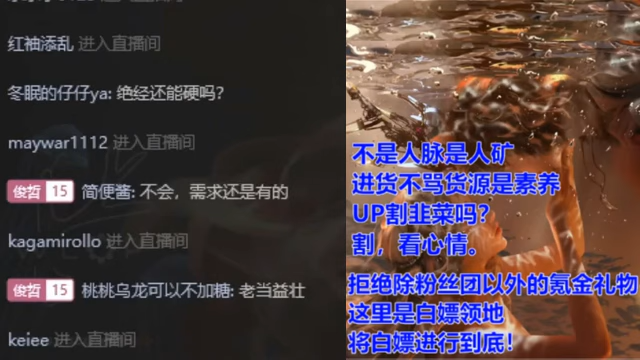 红袖添乱 进入直播间
冬眠的仔仔ya: 绝经还能硬吗?
maywar1112 进入直播间
俊哲 15 简便酱: 不会，需求还是有的
kagamirollo 进入直播间
俊哲 15 桃桃乌龙可以不加糖: 老当益壮
keiee 进入直播间
不是人脉是人矿
进货不骂货源是素养
UP割韭菜吗?
割，看心情。
拒绝除粉丝团以外的氪金礼物
这里是白嫖领地
将白嫖进行到底!